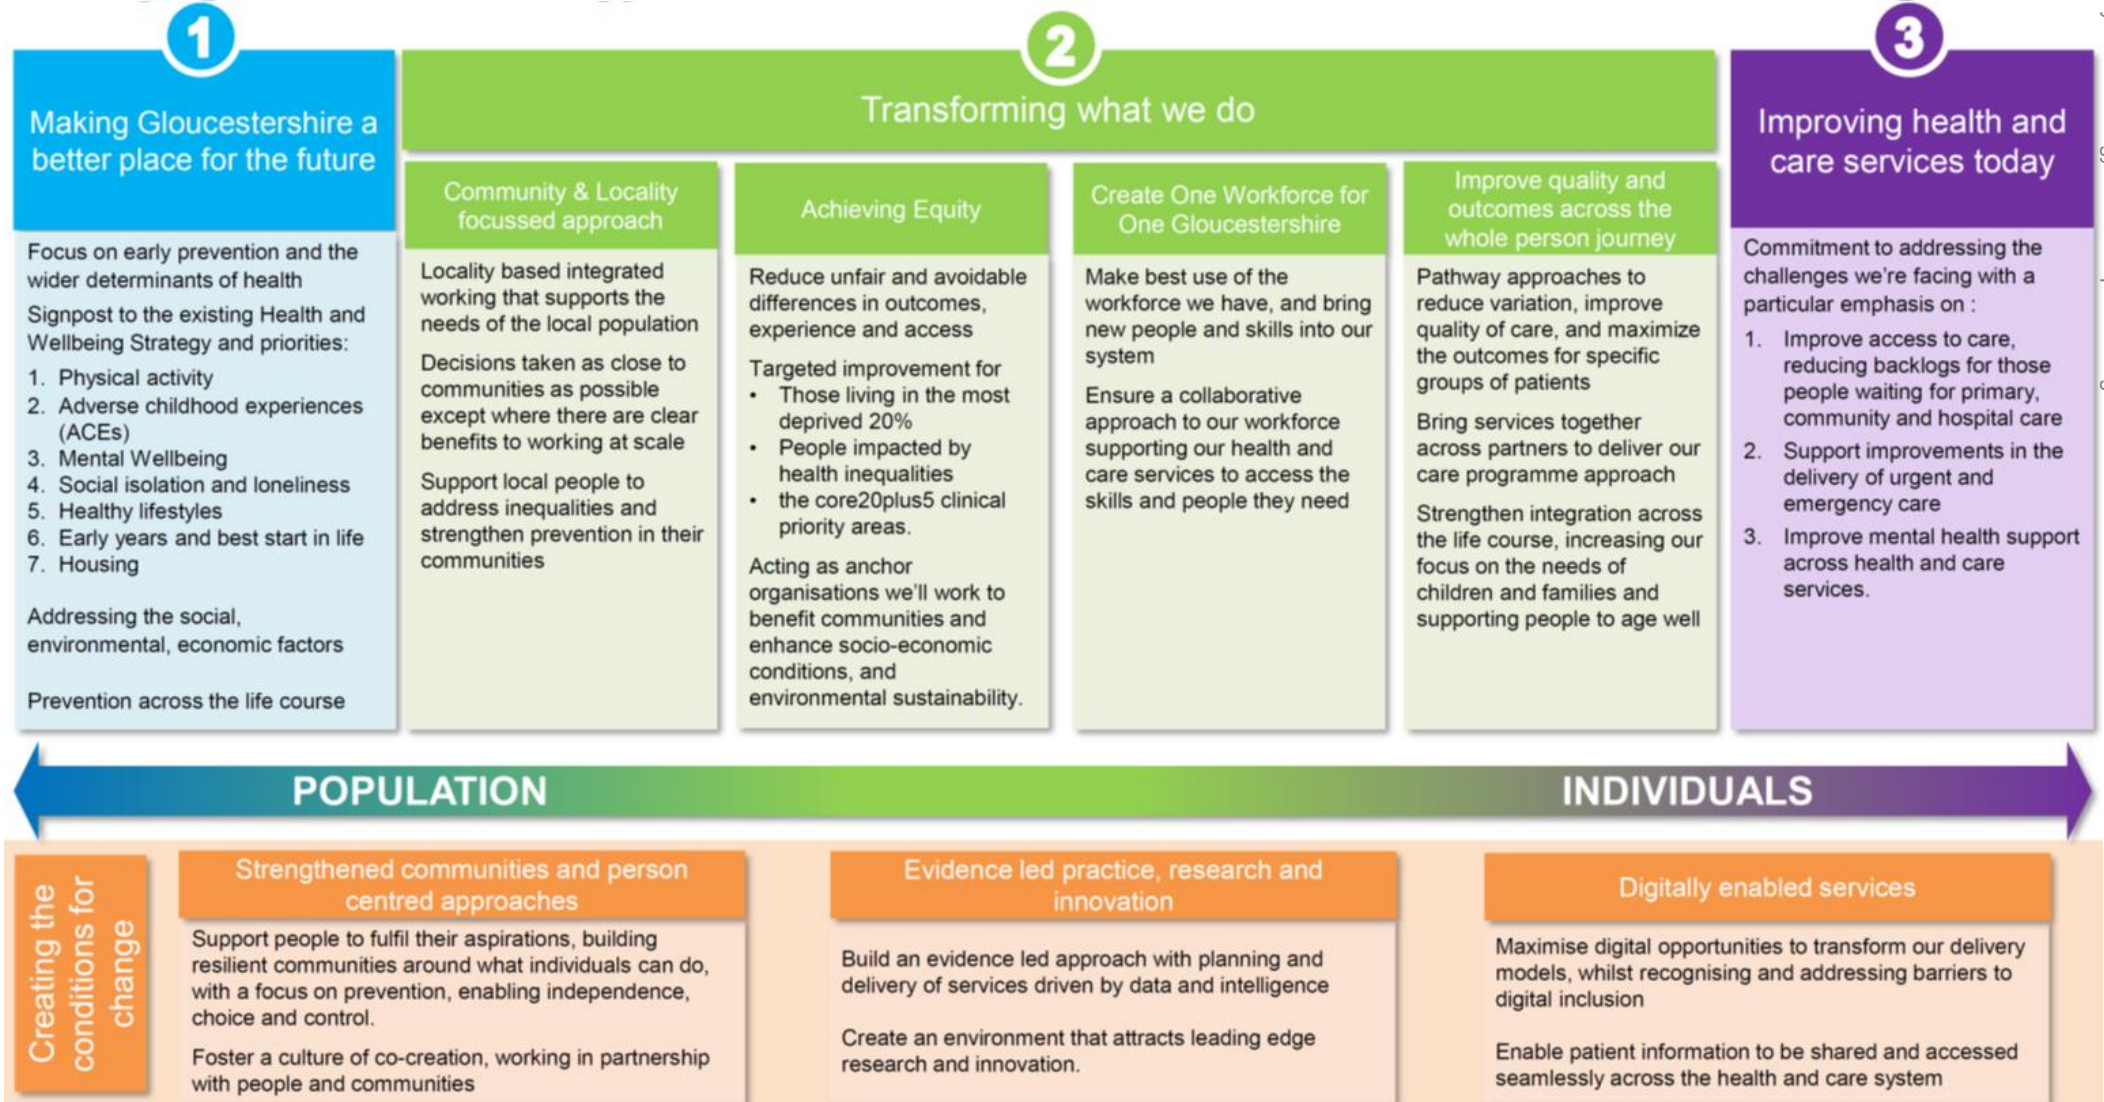 1
Making Gloucestershire a
better place for the future
Focus on early prevention and the
wider determinants of health
Signpost to the existing Health and
Wellbeing Strategy and priorities:
1. Physical activity
2. Adverse childhood experiences
(ACEs)
3. Mental Wellbeing
4. Social isolation and loneliness
5. Healthy lifestyles
6. Early years and best start in life
7. Housing
Addressing the social,
environmental, economic factors
Prevention across the life course
2
Transforming what we do
Community & Locality
focussed approach
Locality based integrated
working that supports the
needs of the local population
Decisions taken as close to
communities as possible
except where there are clear
benefits to working at scale
Support local people to
address inequalities and
strengthen prevention in their
communities
Achieving Equity
Reduce unfair and avoidable
differences in outcomes,
experience and access
Targeted improvement for
• Those living in the most
deprived 20%
• People impacted by
health inequalities
• the core20plus5 clinical
priority areas.
Acting as anchor
organisations we'll work to
benefit communities and
enhance socio-economic
conditions, and
environmental sustainability.
Create One Workforce for
One Gloucestershire
Make best use of the
workforce we have, and bring
new people and skills into our
system
Ensure a collaborative
approach to our workforce
supporting our health and
care services to access the
skills and people they need
Improve quality and
outcomes across the
whole person journey
Pathway approaches to
reduce variation, improve
quality of care, and maximize
the outcomes for specific
groups of patients
Bring services together
across partners to deliver our
care programme approach
Strengthen integration across
the life course, increasing our
focus on the needs of
children and families and
supporting people to age well
3
Improving health and
care services today
Commitment to addressing the
challenges we're facing with a
particular emphasis on :
1. Improve access to care,
reducing backlogs for those
people waiting for primary,
community and hospital care
2. Support improvements in the
delivery of urgent and
emergency care
3. Improve mental health support
across health and care
services.
POPULATION
INDIVIDUALS
Creating the
conditions for
change
Strengthened communities and person
centred approaches
Support people to fulfil their aspirations, building
resilient communities around what individuals can do,
with a focus on prevention, enabling independence,
choice and control.
Foster a culture of co-creation, working in partnership
with people and communities
Evidence led practice, research and
innovation
Build an evidence led approach with planning and
delivery of services driven by data and intelligence
Create an environment that attracts leading edge
research and innovation.
Digitally enabled services
Maximise digital opportunities to transform our delivery
models, whilst recognising and addressing barriers to
digital inclusion
Enable patient information to be shared and accessed
seamlessly across the health and care system